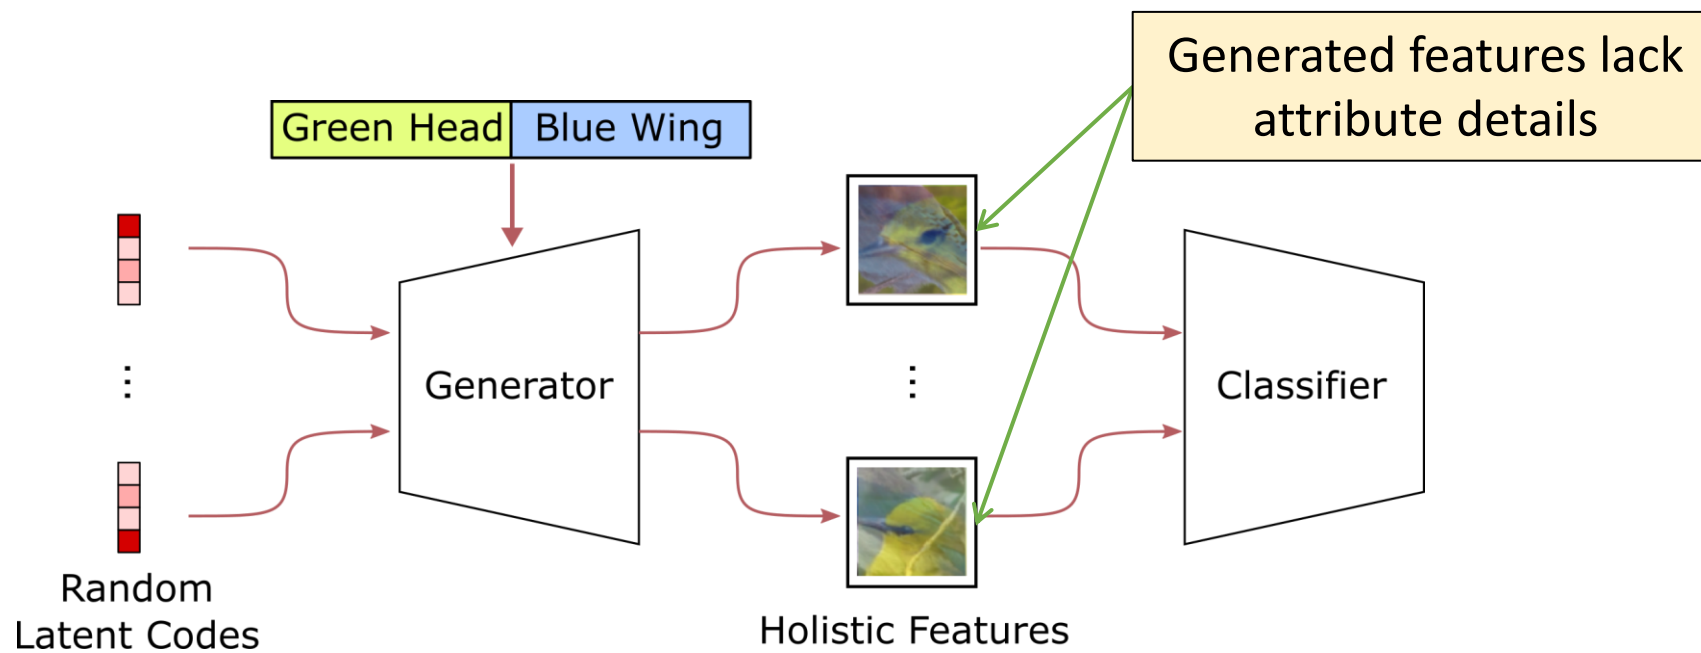 Generated features lack
attribute details
Green Head
Blue Wing
...
...
Generator
Classifier
Random
Latent Codes
Holistic Features